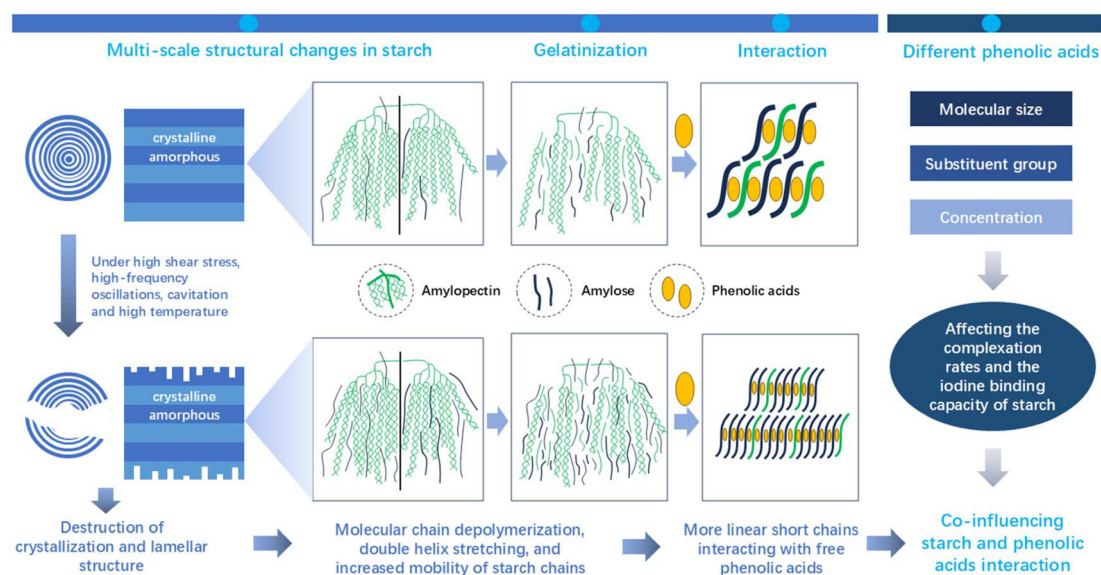 Multi-scale structural changes in starch
Gelatinization
Interaction
Different phenolic acids
crystalline
amorphous
Molecular size
Substituent group
Concentration
Under high shear stress,
high-frequency
oscillations, cavitation
and high temperature
Amylopectin
Amylose
Phenolic acids
crystalline
amorphous
Affecting the
complexation
rates and the
iodine binding
capacity of starch
Destruction of
crystallization and lamellar
structure
Molecular chain depolymerization,
double helix stretching, and
increased mobility of starch chains
More linear short chains
interacting with free
phenolic acids
Co-influencing
starch and phenolic
acids interaction